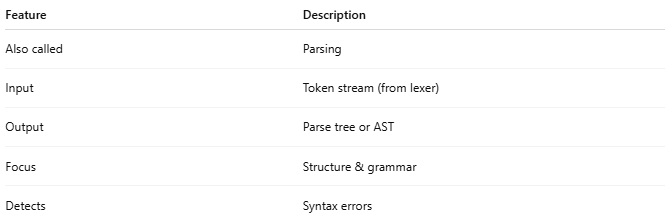 Feature Description
Also called Parsing
Input Token stream (from lexer)
Output Parse tree or AST
Focus Structure & grammar
Detects Syntax errors